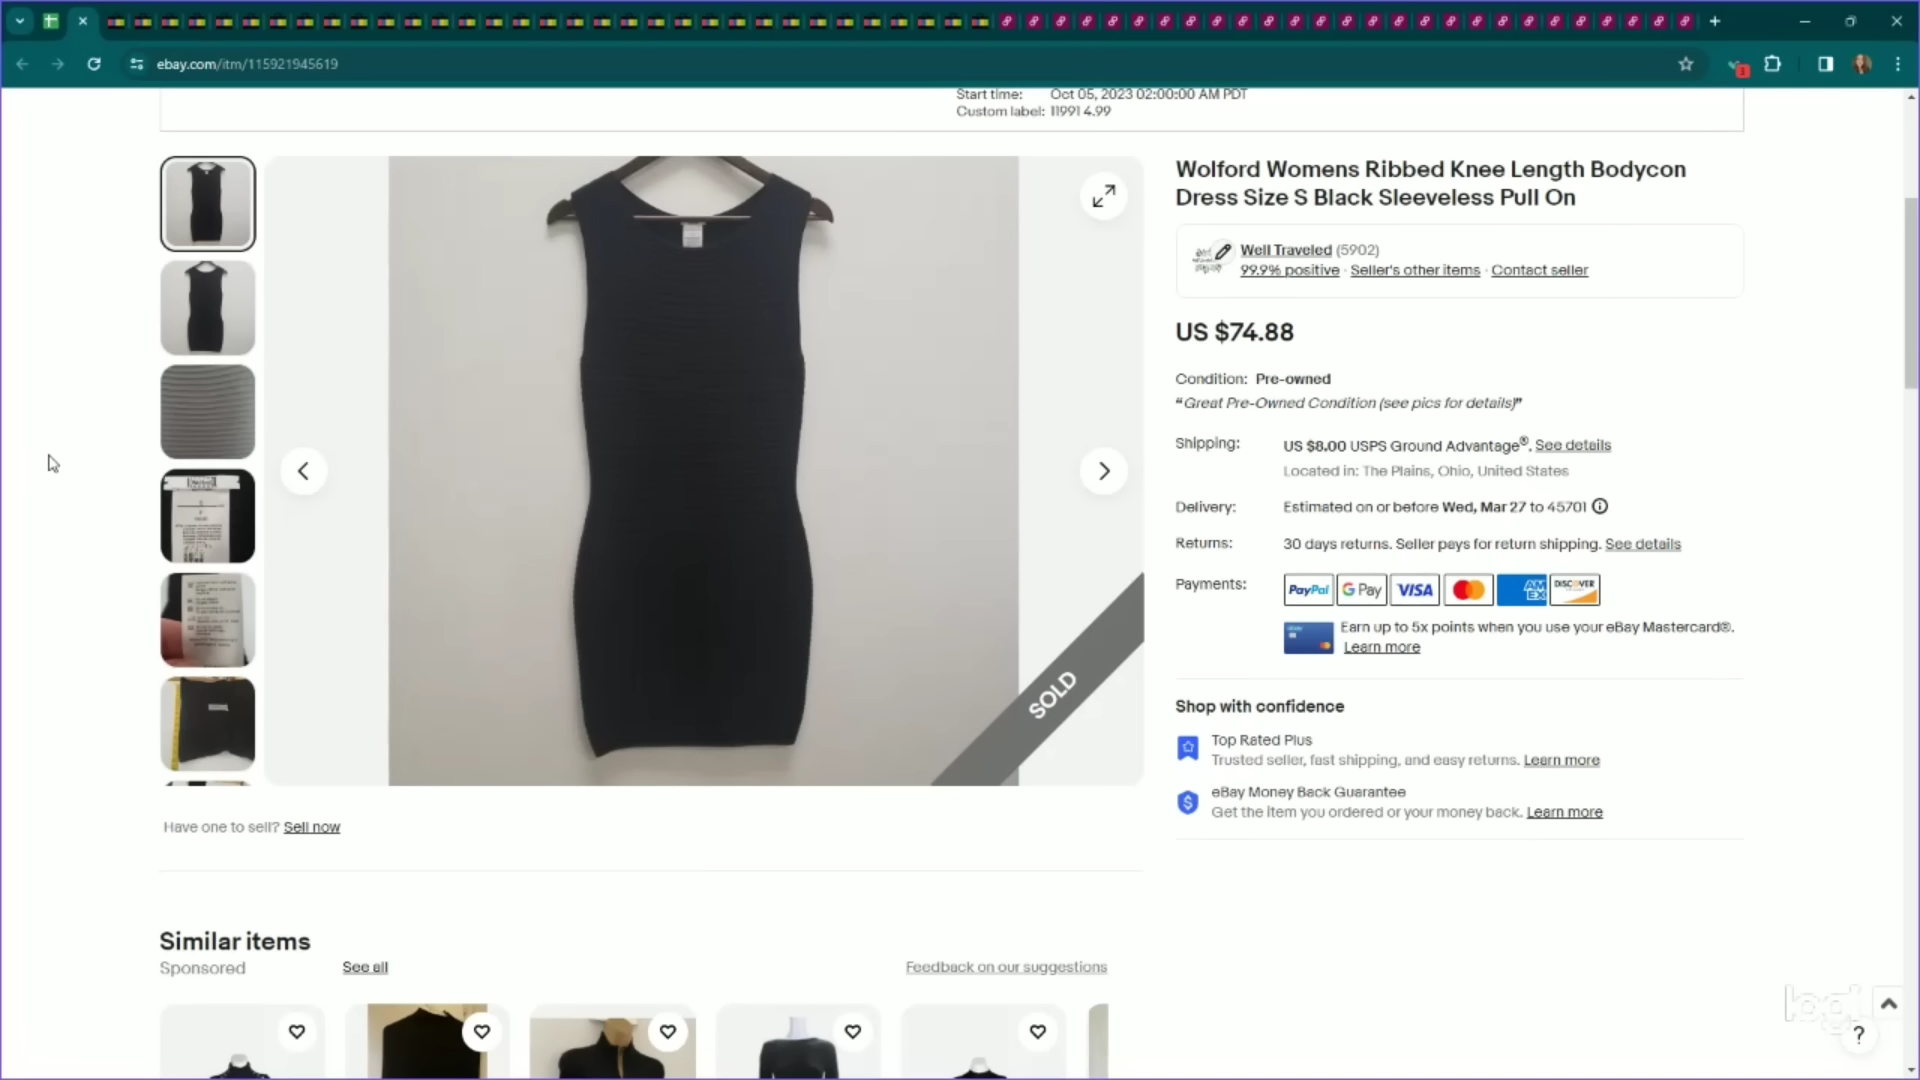 ebay.com/itm/115921945619
1
Start time: Oct 05, 2023 02:00:00 AM PDT
Custom label: 11991 4.99
Wolford Womens Ribbed Knee Length Bodycon
Dress Size S Black Sleeveless Pull On
Well Traveled (5902)
99.9% positive · Seller's other items · Contact seller
US $74.88
Condition: Pre-owned
“Great Pre-Owned Condition (see pics for details)”
Shipping: US $8.00 USPS Ground Advantage®. See details
Located in: The Plains, Ohio, United States
Delivery: Estimated on or before Wed, Mar 27 to 45701
Returns: 30 days returns. Seller pays for return shipping. See details
Payments: PayPal G Pay VISA AM EX DISCOVER
Earn up to 5x points when you use your eBay Mastercard®.
Learn more
SOLD
Shop with confidence
Top Rated Plus
Trusted seller, fast shipping, and easy returns. Learn more
eBay Money Back Guarantee
Get the item you ordered or your money back. Learn more
Have one to sell? Sell now
Similar items
Sponsored See all Feedback on our suggestions
logi
?